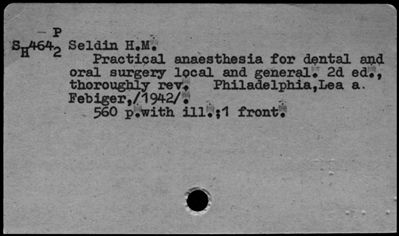 - P
SH4642 Seldin H.M.
Practical anaesthesia for dental and
oral surgery local and general. 2d ed.,
thoroughly rev. Philadelphia,Lea a.
Febiger,/1942/.
560 p.with ill.;1 front.